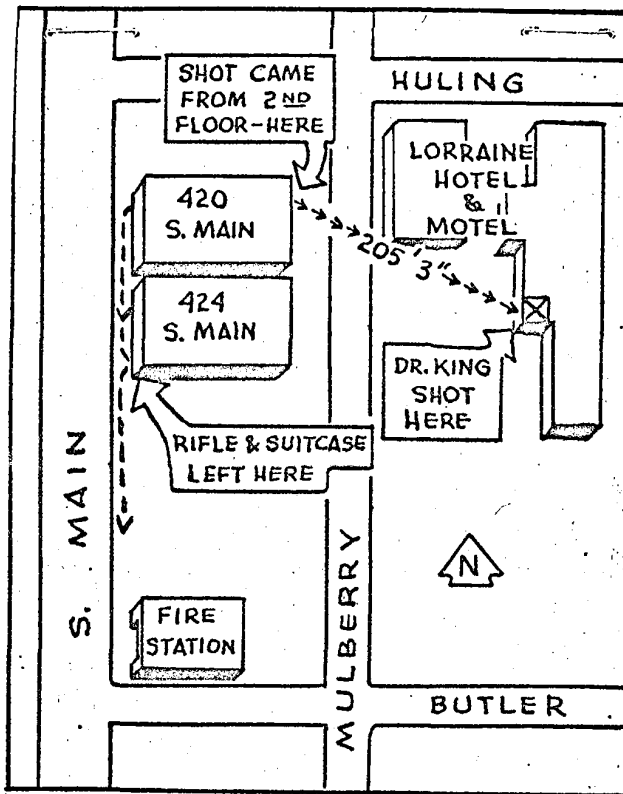 SHOT CAME
FROM 2ND
FLOOR-HERE
HULING
LORRAINE
HOTEL
&
MOTEL
420
S. MAIN
205' 3"
424
S. MAIN
DR. KING
SHOT
HERE
RIFLE & SUITCASE
LEFT HERE
S. MAIN
N
MULBERRY
FIRE
STATION
BUTLER